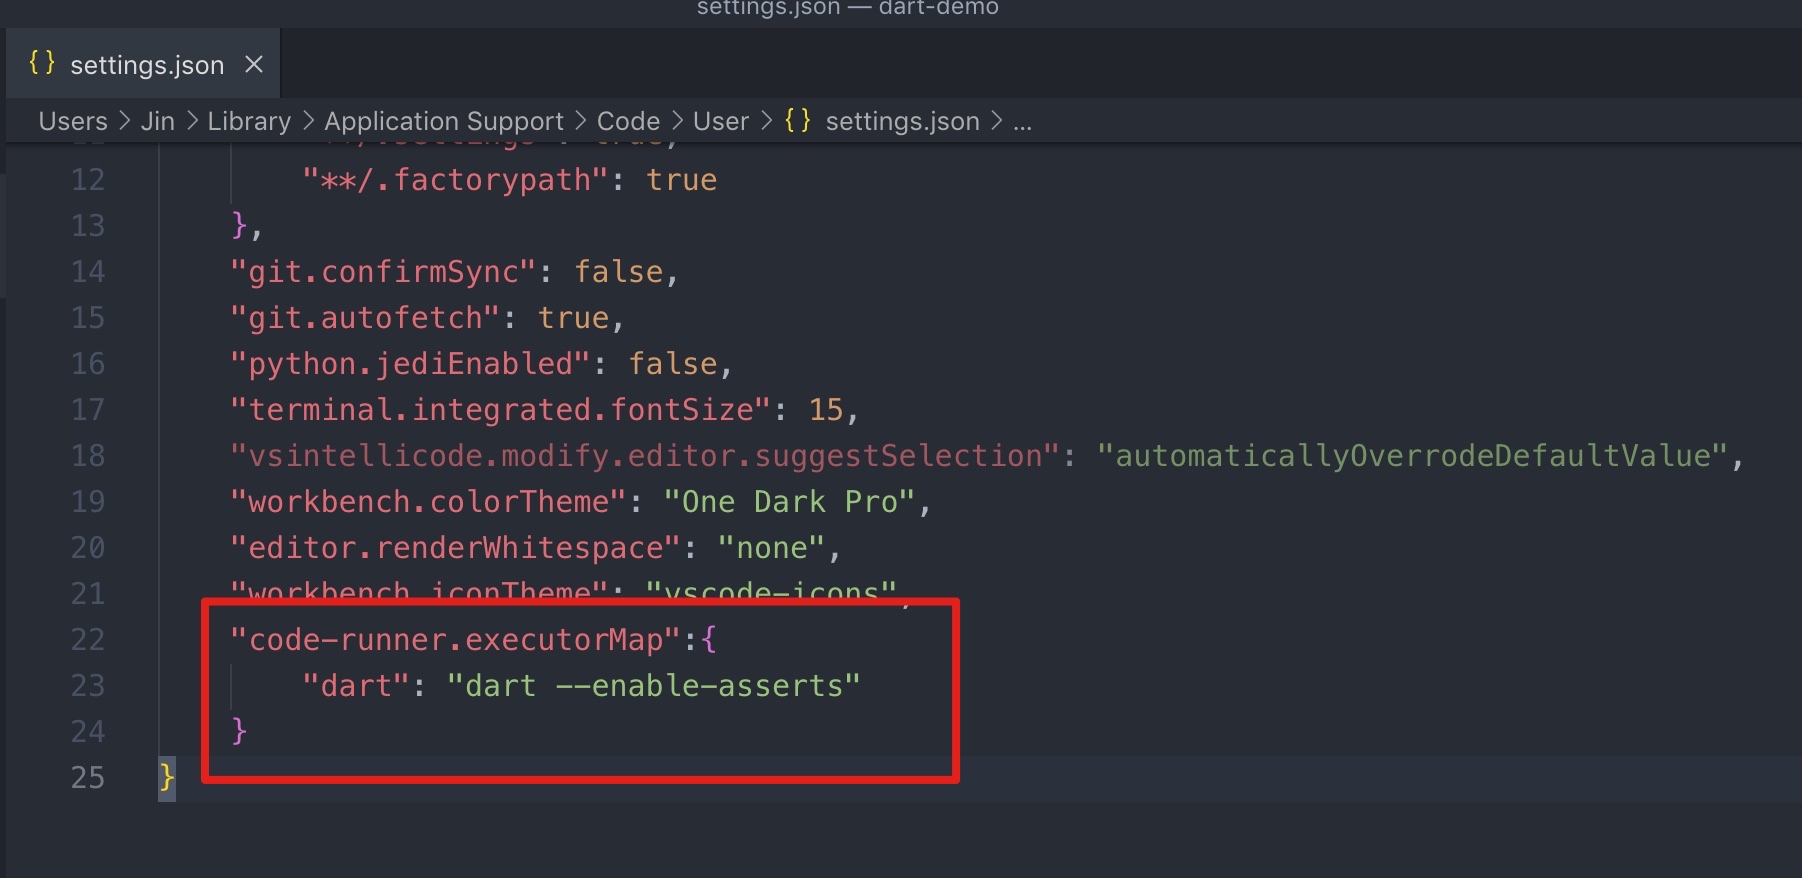 settings.json — dart-demo
{} settings.json ×
Users > Jin > Library > Application Support > Code > User > {} settings.json > ...
12 "**/.factorypath": true
13 },
14 "git.confirmSync": false,
15 "git.autofetch": true,
16 "python.jediEnabled": false,
17 "terminal.integrated.fontSize": 15,
18 "vsintellicode.modify.editor.suggestSelection": "automaticallyOverrodeDefaultValue",
19 "workbench.colorTheme": "One Dark Pro",
20 "editor.renderWhitespace": "none",
21 "workbench.iconTheme": "vscode-icons",
22 "code-runner.executorMap":{
23 "dart": "dart --enable-asserts"
24 }
25 }